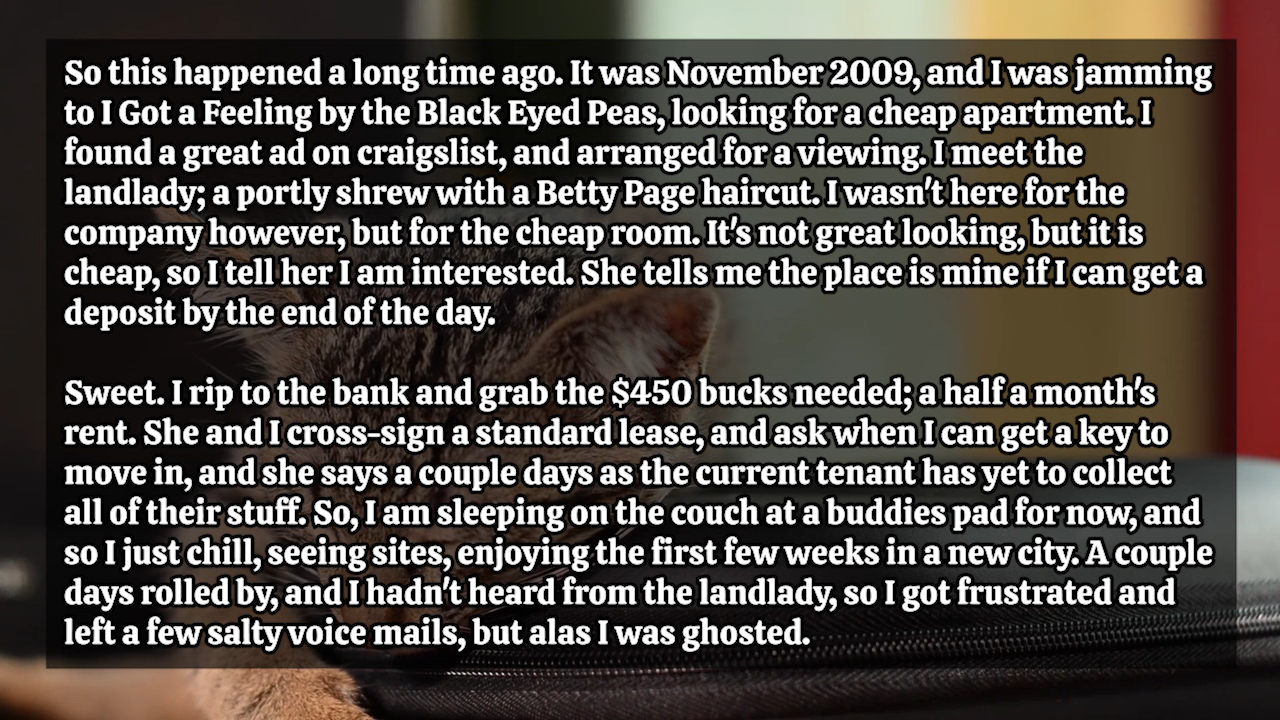 So this happened a long time ago. It was November 2009, and I was jamming
to I Got a Feeling by the Black Eyed Peas, looking for a cheap apartment. I
found a great ad on craigslist, and arranged for a viewing. I meet the
landlady; a portly shrew with a Betty Page haircut. I wasn't here for the
company however, but for the cheap room. It's not great looking, but it is
cheap, so I tell her I am interested. She tells me the place is mine if I can get a
deposit by the end of the day.

Sweet. I rip to the bank and grab the $450 bucks needed; a half a month's
rent. She and I cross-sign a standard lease, and ask when I can get a key to
move in, and she says a couple days as the current tenant has yet to collect
all of their stuff. So, I am sleeping on the couch at a buddies pad for now, and
so I just chill, seeing sites, enjoying the first few weeks in a new city. A couple
days rolled by, and I hadn't heard from the landlady, so I got frustrated and
left a few salty voice mails, but alas I was ghosted.